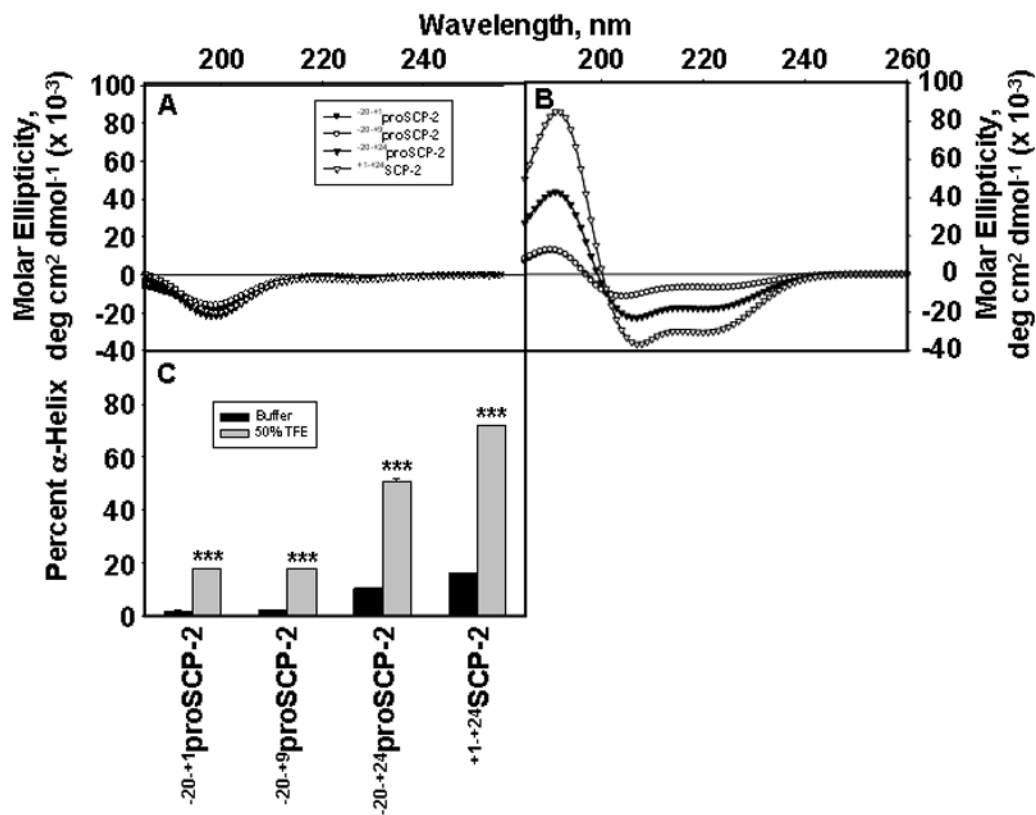 Wavelength, nm
200 220 240
200 220 240 260
Molar Ellipticity,
deg cm² dmol⁻¹ (x 10⁻³)
100
80
60
40
20
0
-20
-40
A
⁻²⁰⁻⁺¹proSCP-2
⁻²⁰⁻⁺⁹proSCP-2
⁻²⁰⁻⁺²⁴proSCP-2
⁺¹⁻⁺²⁴SCP-2
B
100
80
60
40
20
0
-20
-40
Molar Ellipticity,
deg cm² dmol⁻¹ (x 10⁻³)
C
Percent α-Helix
80
60
40
20
0
Buffer
50% TFE
***
***
***
***
⁻²⁰⁻⁺¹proSCP-2
⁻²⁰⁻⁺⁹proSCP-2
⁻²⁰⁻⁺²⁴proSCP-2
⁺¹⁻⁺²⁴SCP-2